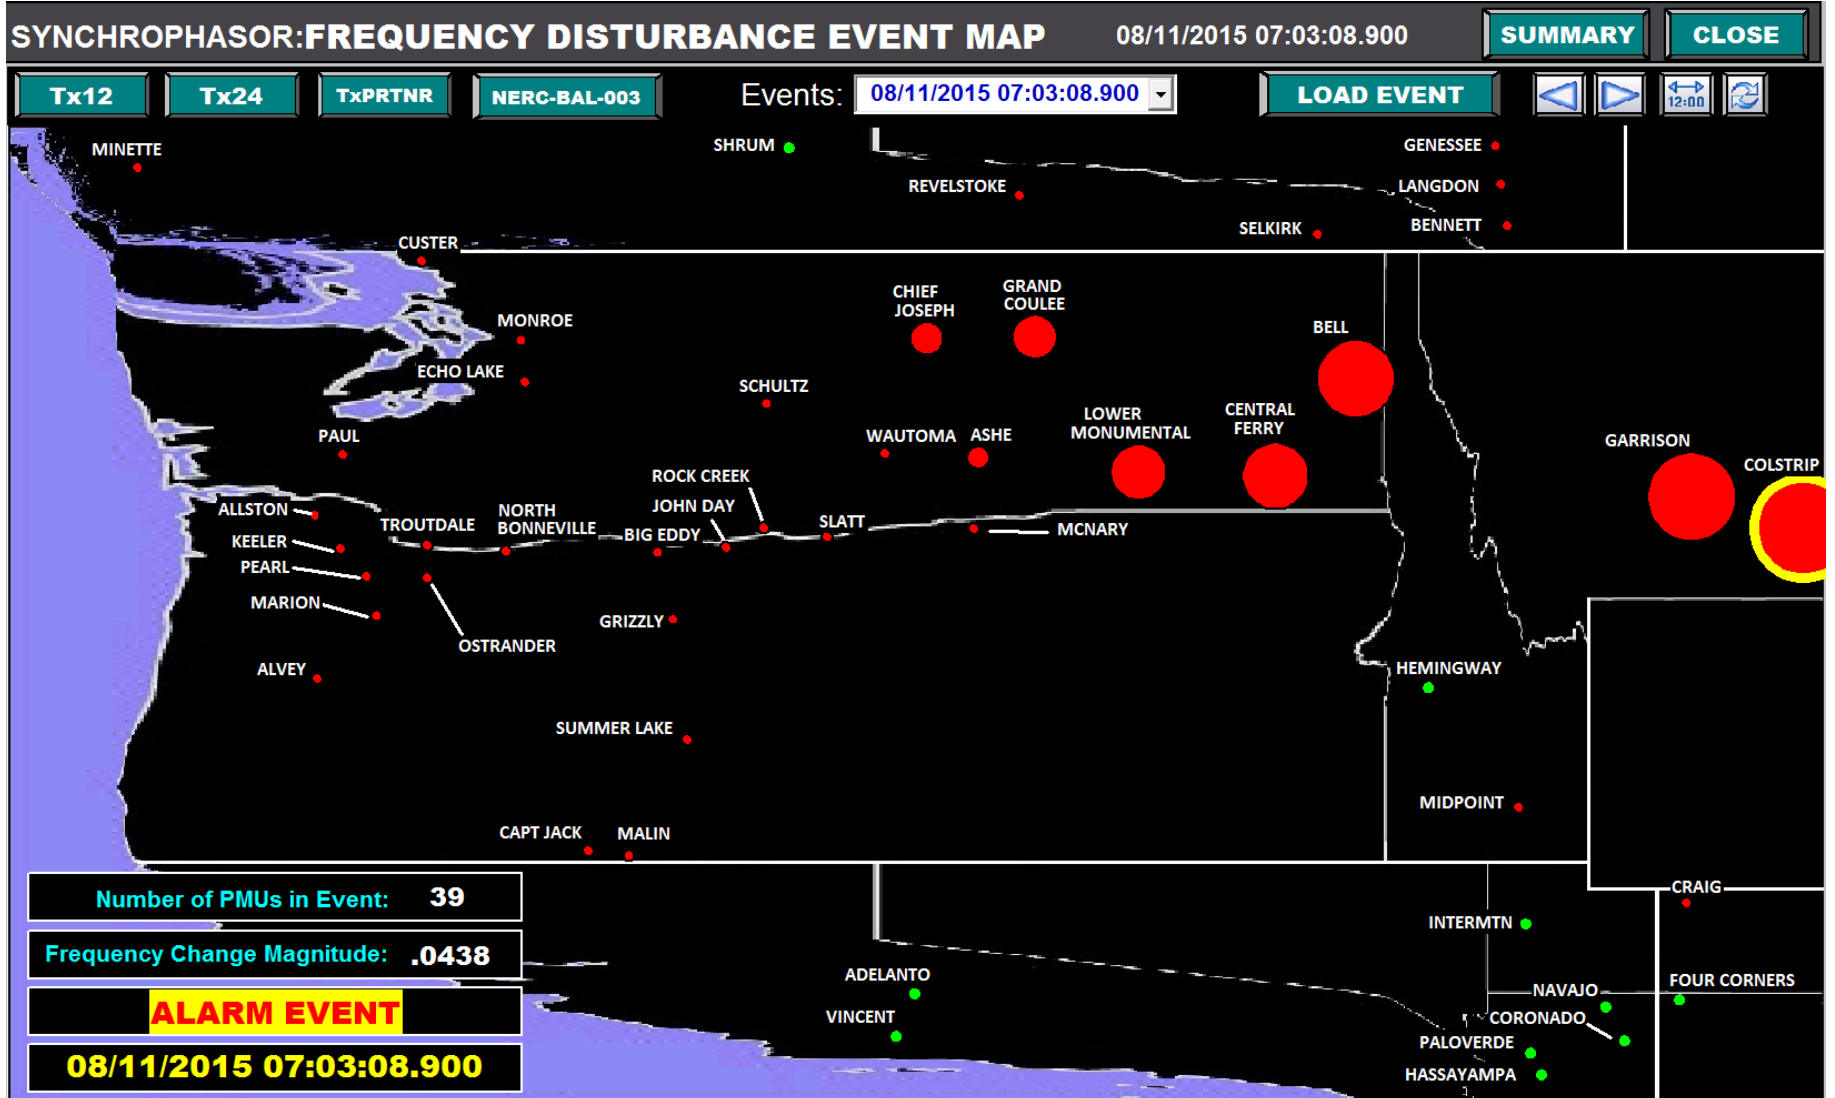 SYNCHROPHASOR:FREQUENCY DISTURBANCE EVENT MAP 08/11/2015 07:03:08.900 SUMMARY CLOSE
Tx12 Tx24 TxPRTNR NERC-BAL-003 Events: 08/11/2015 07:03:08.900 LOAD EVENT 12:00
MINETTE
SHRUM
GENESSEE
REVELSTOKE
LANGDON
SELKIRK
BENNETT
CUSTER
CHIEF
JOSEPH
GRAND
COULEE
MONROE
BELL
ECHO LAKE
SCHULTZ
PAUL
WAUTOMA
ASHE
LOWER
MONUMENTAL
CENTRAL
FERRY
GARRISON
COLSTRIP
ROCK CREEK
JOHN DAY
ALLSTON
TROUTDALE
NORTH
BONNEVILLE
BIG EDDY
SLATT
MCNARY
KEELER
PEARL
MARION
OSTRANDER
GRIZZLY
ALVEY
HEMINGWAY
SUMMER LAKE
MIDPOINT
CAPT JACK
MALIN
CRAIG
INTERMTN
ADELANTO
VINCENT
NAVAJO
FOUR CORNERS
CORONADO
PALOVERDE
HASSAYAMPA
Number of PMUs in Event: 39
Frequency Change Magnitude: .0438
ALARM EVENT
08/11/2015 07:03:08.900